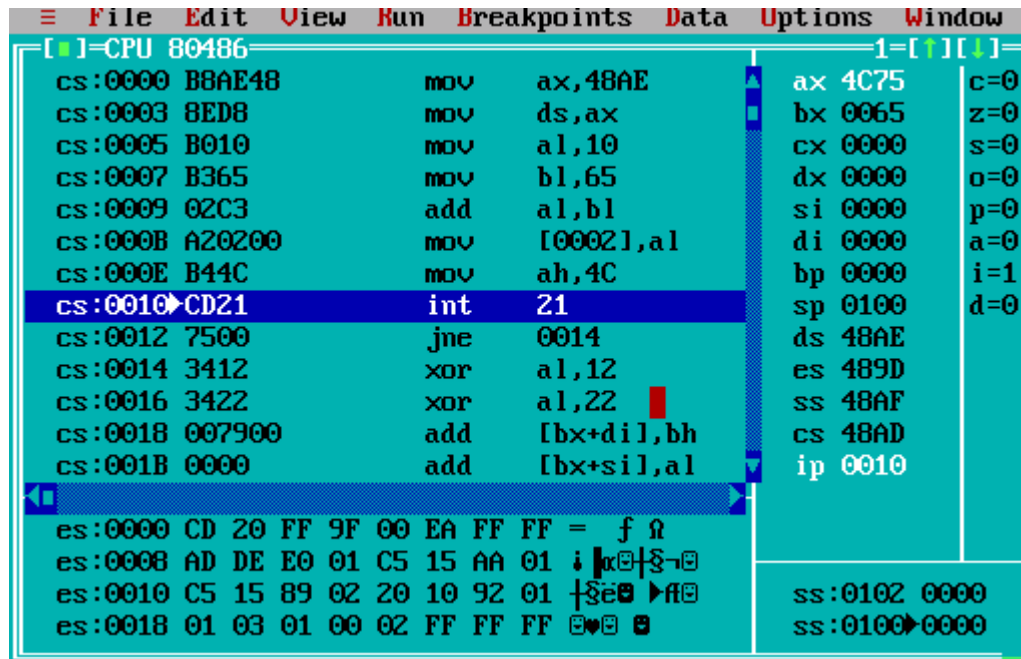 ≡ File Edit View Run Breakpoints Data Options Window
[■]=CPU 80486 1=[↑][↓]=
cs:0000 B8AE48 mov ax,48AE ax 4C75 c=0
cs:0003 8ED8 mov ds,ax bx 0065 z=0
cs:0005 B010 mov al,10 cx 0000 s=0
cs:0007 B365 mov bl,65 dx 0000 o=0
cs:0009 02C3 add al,bl si 0000 p=0
cs:000B A20200 mov [0002],al di 0000 a=0
cs:000E B44C mov ah,4C bp 0000 i=1
cs:0010►CD21 int 21 sp 0100 d=0
cs:0012 7500 jne 0014 ds 48AE
cs:0014 3412 xor al,12 es 489D
cs:0016 3422 xor al,22 ss 48AF
cs:0018 007900 add [bx+di],bh cs 48AD
cs:001B 0000 add [bx+si],al ip 0010
es:0000 CD 20 FF 9F 00 EA FF FF = ƒ Ω
es:0008 AD DE E0 01 C5 15 AA 01 ¡▐α☺┼§¬☺
es:0010 C5 15 89 02 20 10 92 01 ┼§ë☻ ►Æ☺ ss:0102 0000
es:0018 01 03 01 00 02 FF FF FF ☺♥☺ ☻ ss:0100►0000